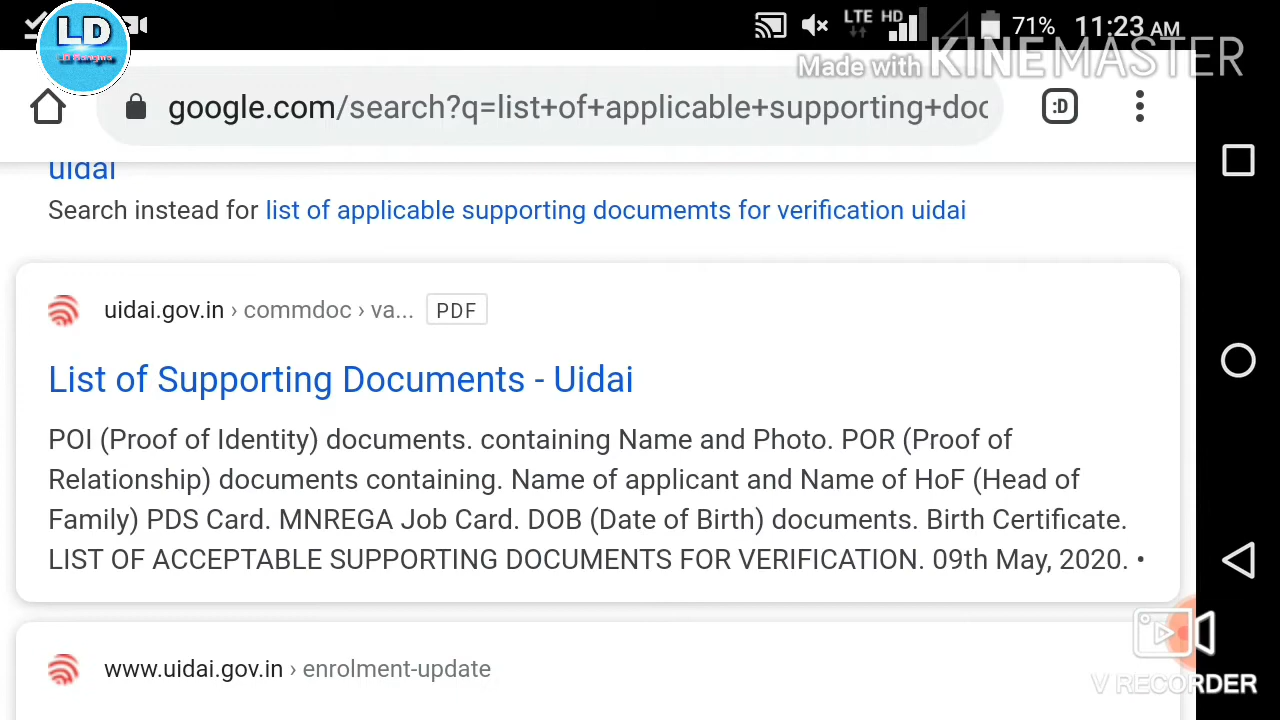 LD
LTE HD
71% 11:23 AM
Made with KINEMASTER
google.com/search?q=list+of+applicable+supporting+doc
:D
uidai
Search instead for list of applicable supporting documemts for verification uidai
uidai.gov.in › commdoc › va... PDF
List of Supporting Documents - Uidai
POI (Proof of Identity) documents. containing Name and Photo. POR (Proof of
Relationship) documents containing. Name of applicant and Name of HoF (Head of
Family) PDS Card. MNREGA Job Card. DOB (Date of Birth) documents. Birth Certificate.
LIST OF ACCEPTABLE SUPPORTING DOCUMENTS FOR VERIFICATION. 09th May, 2020. •
www.uidai.gov.in › enrolment-update
V RECORDER